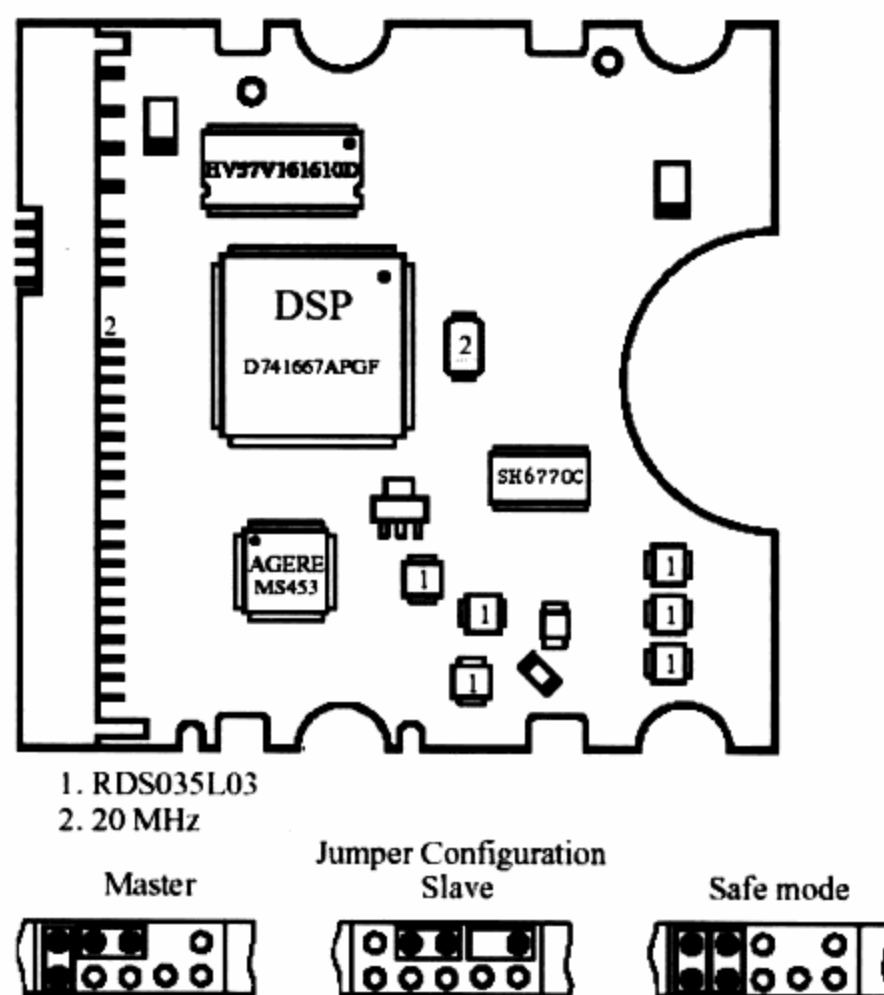 HV57V161610D
DSP
D741667APGF
2
2
SH6770C
AGERE
MS453
1
1
1
1
1
1
1. RDS035L03
2. 20 MHz
Jumper Configuration
Master
Slave
Safe mode